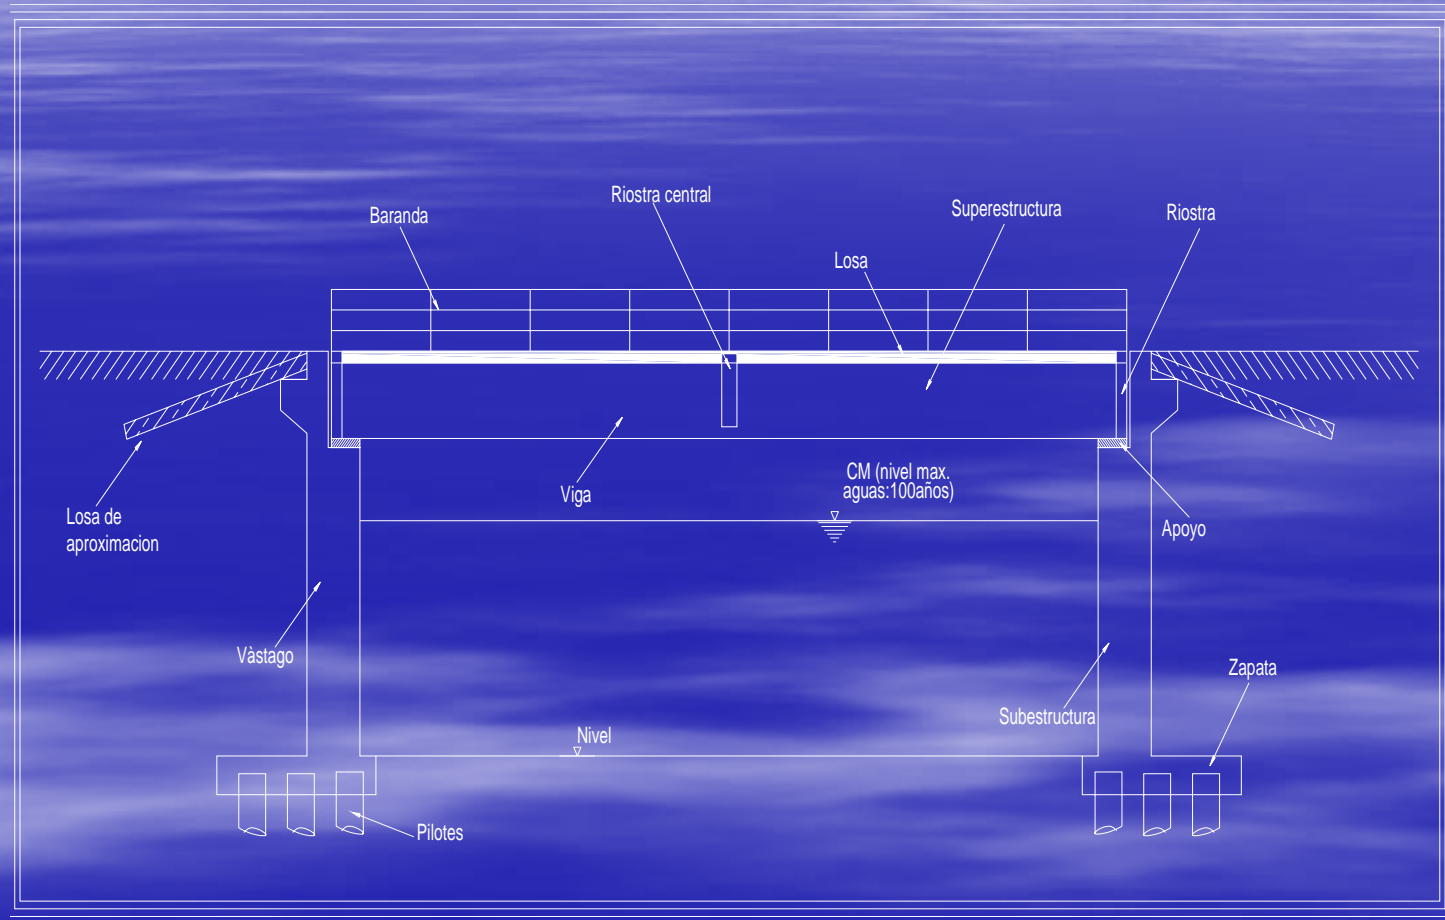 Riostra central
Baranda
Superestructura
Riostra
Losa
CM (nivel max.
aguas:100años)
Viga
Losa de
aproximacion
Apoyo
Vàstago
Zapata
Subestructura
Nivel
Pilotes